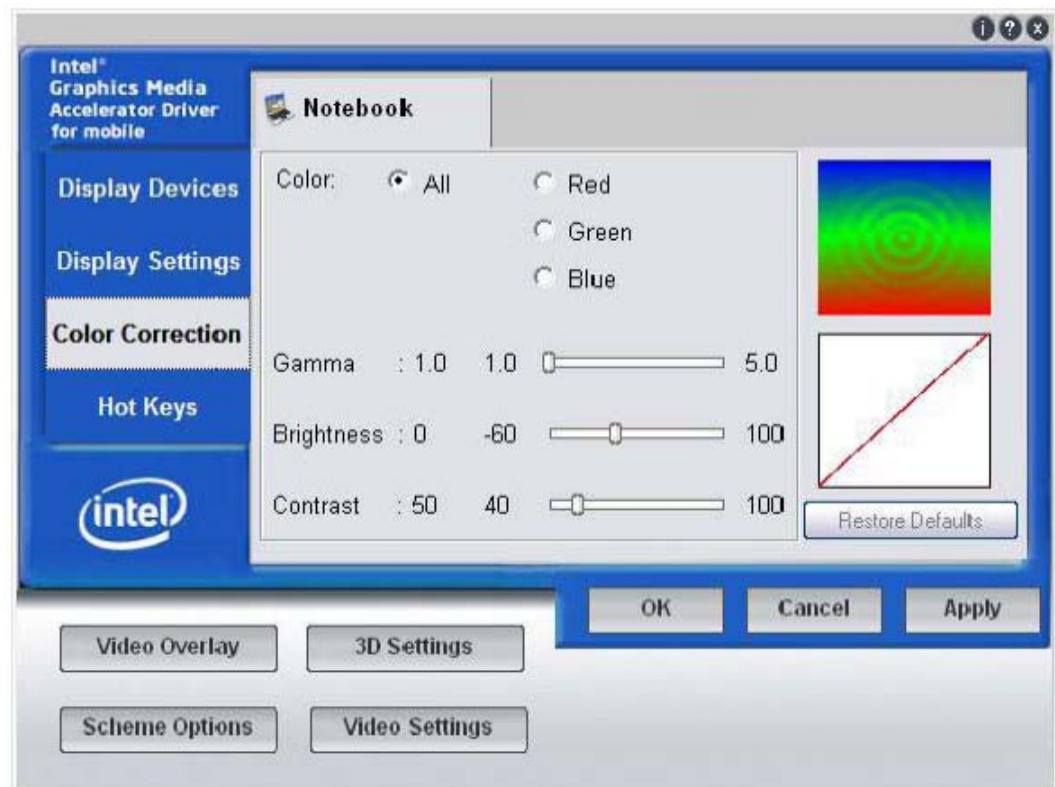 Intel®
Graphics Media
Accelerator Driver
for mobile
Notebook
Display Devices
Display Settings
Color Correction
Hot Keys
intel
Color: All Red
Green
Blue
Gamma : 1.0 1.0 5.0
Brightness : 0 -60 100
Contrast : 50 40 100
Restore Defaults
OK Cancel Apply
Video Overlay 3D Settings
Scheme Options Video Settings